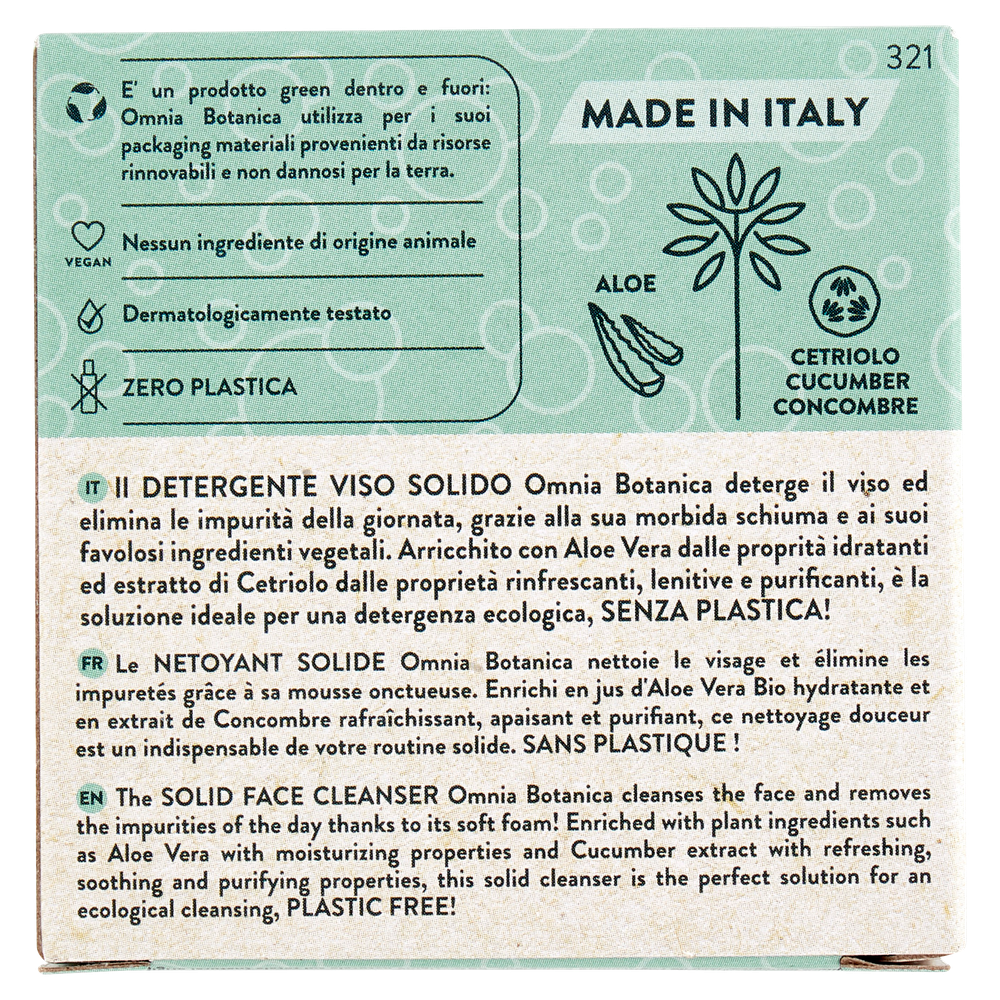 321
E' un prodotto green dentro e fuori:
Omnia Botanica utilizza per i suoi
packaging materiali provenienti da risorse
rinnovabili e non dannosi per la terra.
VEGAN
Nessun ingrediente di origine animale
Dermatologicamente testato
ZERO PLASTICA
MADE IN ITALY
ALOE
CETRIOLO
CUCUMBER
CONCOMBRE
IT Il DETERGENTE VISO SOLIDO Omnia Botanica deterge il viso ed
elimina le impurità della giornata, grazie alla sua morbida schiuma e ai suoi
favolosi ingredienti vegetali. Arricchito con Aloe Vera dalle proprità idratanti
ed estratto di Cetriolo dalle proprietà rinfrescanti, lenitive e purificanti, è la
soluzione ideale per una detergenza ecologica, SENZA PLASTICA!
FR Le NETOYANT SOLIDE Omnia Botanica nettoie le visage et élimine les
impuretés grâce à sa mousse onctueuse. Enrichi en jus d'Aloe Vera Bio hydratante et
en extrait de Concombre rafraîchissant, apaisant et purifiant, ce nettoyage douceur
est un indispensable de votre routine solide. SANS PLASTIQUE !
EN The SOLID FACE CLEANSER Omnia Botanica cleanses the face and removes
the impurities of the day thanks to its soft foam! Enriched with plant ingredients such
as Aloe Vera with moisturizing properties and Cucumber extract with refreshing,
soothing and purifying properties, this solid cleanser is the perfect solution for an
ecological cleansing, PLASTIC FREE!